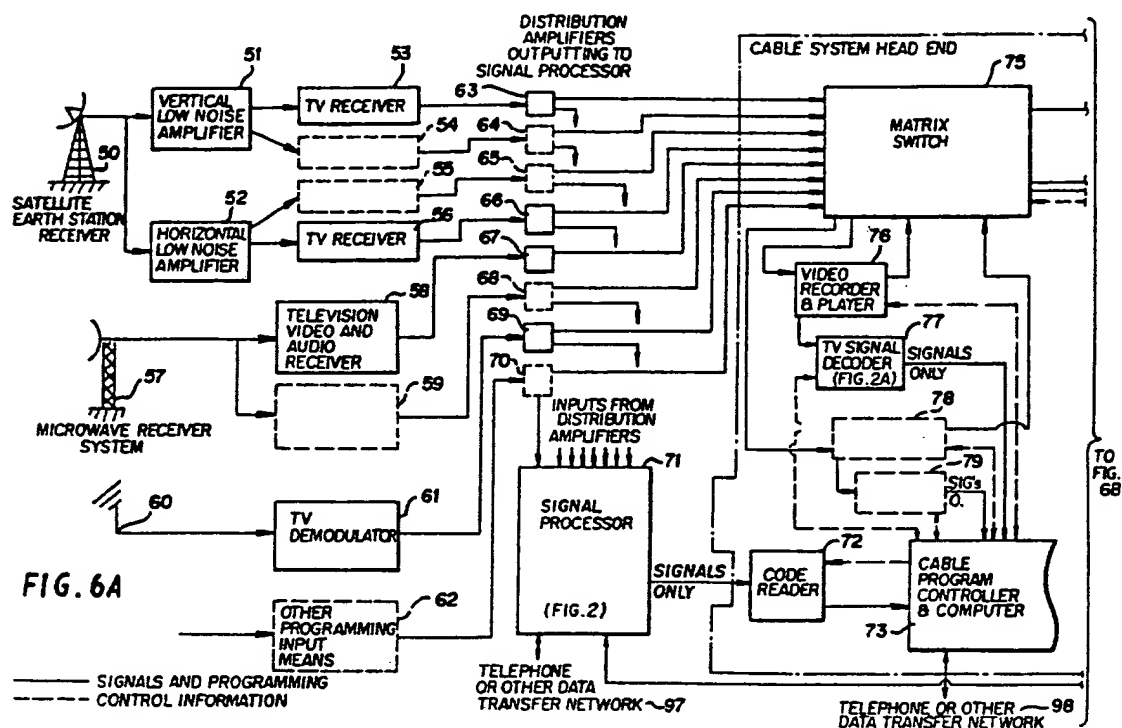 DISTRIBUTION
AMPLIFIERS
OUTPUTTING TO
SIGNAL PROCESSOR
CABLE SYSTEM HEAD END
51
53
63
75
VERTICAL
LOW NOISE
AMPLIFIER
TV RECEIVER
54
64
MATRIX
SWITCH
50
55
65
SATELLITE
EARTH STATION
RECEIVER
52
56
66
HORIZONTAL
LOW NOISE
AMPLIFIER
TV RECEIVER
67
76
VIDEO
RECORDER
& PLAYER
58
68
TELEVISION
VIDEO AND
AUDIO
RECEIVER
69
77
TV SIGNAL
DECODER
(FIG.2A)
SIGNALS
ONLY
57
59
70
78
MICROWAVE RECEIVER
SYSTEM
INPUTS FROM
DISTRIBUTION
AMPLIFIERS
79
SIG's
O.
TO
FIG.
6B
60
61
71
TV
DEMODULATOR
SIGNAL
PROCESSOR
(FIG.2)
72
SIGNALS
ONLY
CODE
READER
CABLE
PROGRAM
CONTROLLER
& COMPUTER
73
FIG. 6A
62
OTHER
PROGRAMMING
INPUT
MEANS
SIGNALS AND PROGRAMMING
CONTROL INFORMATION
TELEPHONE
OR OTHER DATA
TRANSFER NETWORK 97
TELEPHONE OR OTHER 98
DATA TRANSFER NETWORK